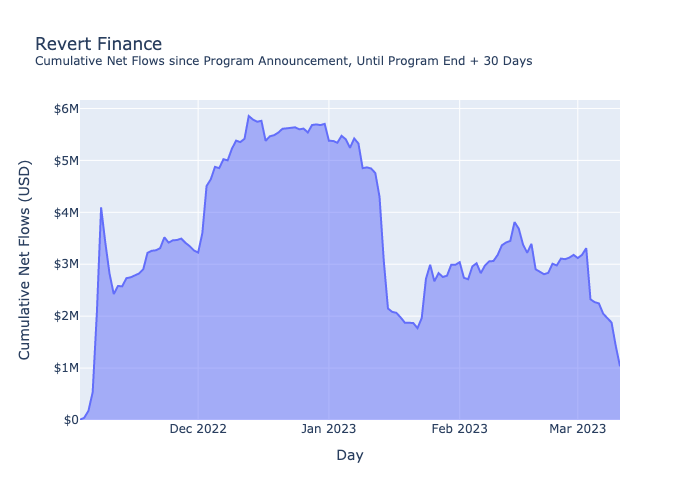 Revert Finance
Cumulative Net Flows since Program Announcement, Until Program End + 30 Days
Cumulative Net Flows (USD)
$6M
$5M
$4M
$3M
$2M
$1M
$0
Dec 2022
Jan 2023
Feb 2023
Mar 2023
Day